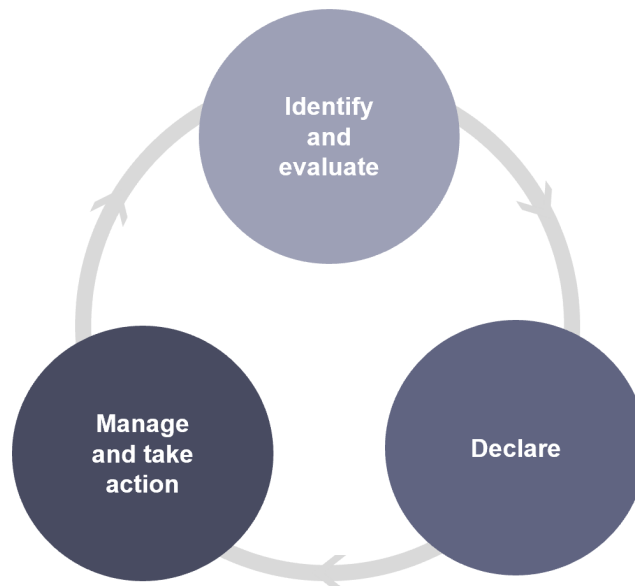 Identify
and
evaluate
Declare
Manage
and take
action